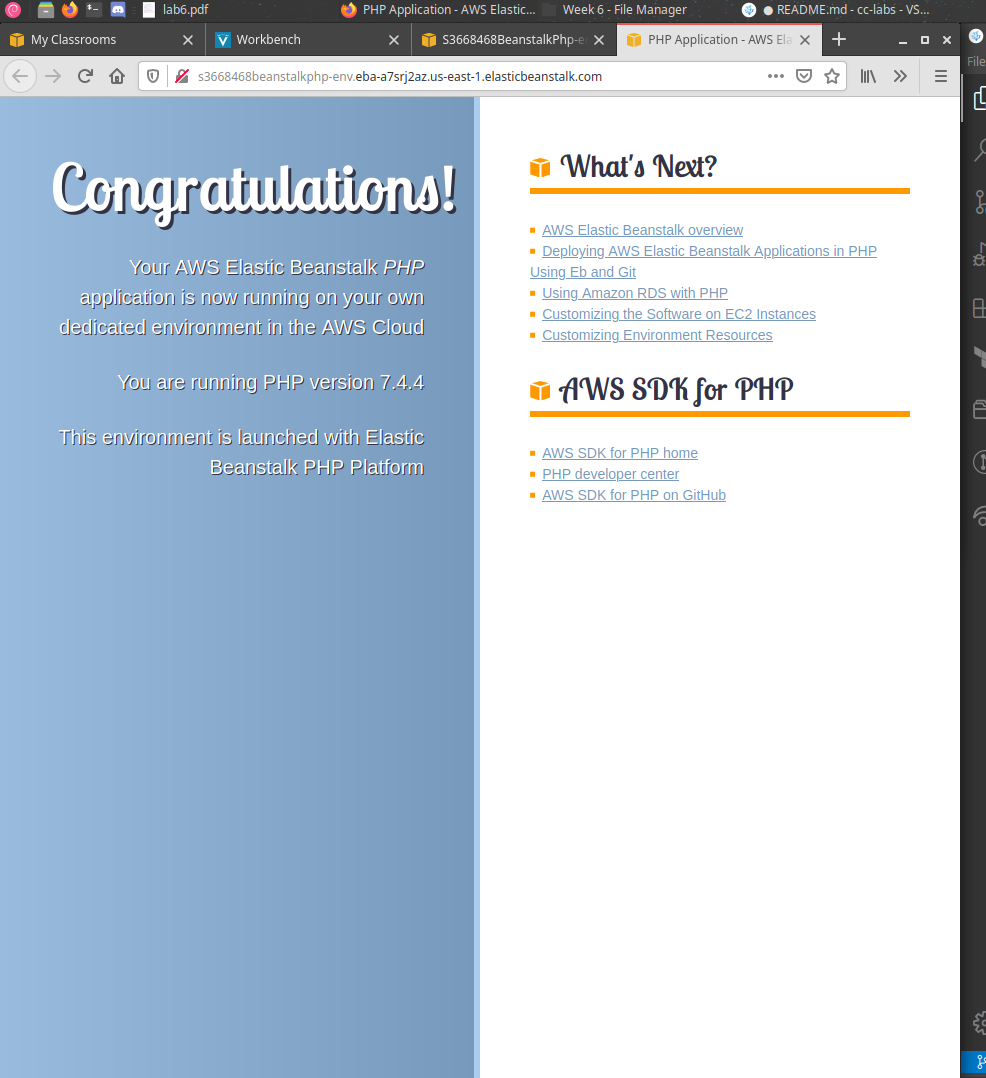 lab6.pdf
PHP Application - AWS Elastic...
Week 6 - File Manager
README.md - cc-labs - VS...
My Classrooms
Workbench
S3668468BeanstalkPhp-e
PHP Application - AWS Ela
File
s3668468beanstalkphp-env.eba-a7srj2az.us-east-1.elasticbeanstalk.com
Congratulations!
Your AWS Elastic Beanstalk PHP
application is now running on your own
dedicated environment in the AWS Cloud
You are running PHP version 7.4.4
This environment is launched with Elastic
Beanstalk PHP Platform
What's Next?
AWS Elastic Beanstalk overview
Deploying AWS Elastic Beanstalk Applications in PHP
Using Eb and Git
Using Amazon RDS with PHP
Customizing the Software on EC2 Instances
Customizing Environment Resources
AWS SDK for PHP
AWS SDK for PHP home
PHP developer center
AWS SDK for PHP on GitHub